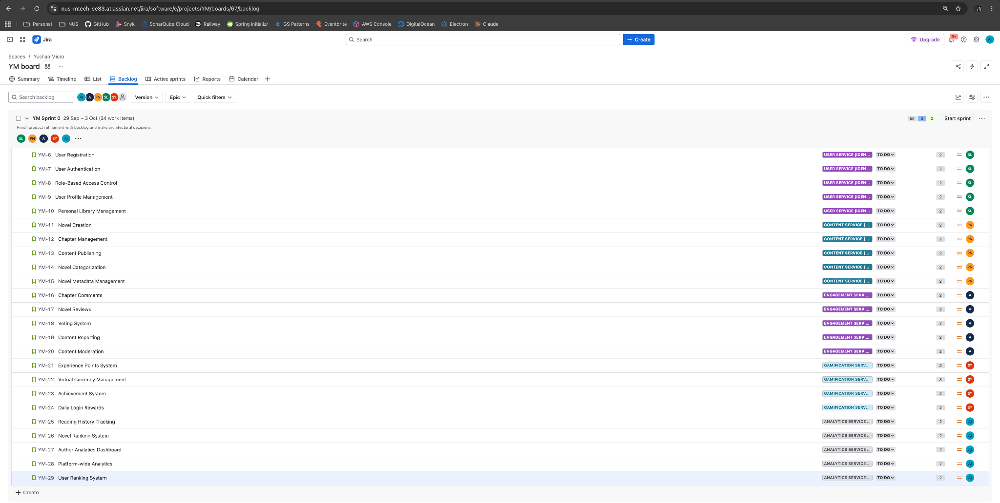 nus-mtech-se33.atlassian.net/jira/software/c/projects/YM/boards/67/backlog
Personal NUS GitHub Snyk SonarQube Cloud Railway Spring Initializr GS Patterns Eventbrite AWS Console DigitalOcean Electron Claude
Jira Search + Create Upgrade 9+ AJ
Spaces / Yushan Micro
YM board
Summary Timeline List Backlog Active sprints Reports Calendar
Search backlog AJ A PN SL SY Version Epic Quick filters
YM Sprint 0 29 Sep – 3 Oct (24 work items) 50 0 0 Start sprint
Finish product refinement with backlog and make architectural decisions.
SL PN A SY AJ
YM-6 User Registration USER SERVICE (IDEN... TO DO 2 SL
YM-7 User Authentication USER SERVICE (IDEN... TO DO 2 SL
YM-8 Role-Based Access Control USER SERVICE (IDEN... TO DO 2 SL
YM-9 User Profile Management USER SERVICE (IDEN... TO DO 2 SL
YM-10 Personal Library Management USER SERVICE (IDEN... TO DO 2 SL
YM-11 Novel Creation CONTENT SERVICE (... TO DO 2 PN
YM-12 Chapter Management CONTENT SERVICE (... TO DO 2 PN
YM-13 Content Publishing CONTENT SERVICE (... TO DO 2 PN
YM-14 Novel Categorization CONTENT SERVICE (... TO DO 2 PN
YM-15 Novel Metadata Management CONTENT SERVICE (... TO DO 2 PN
YM-16 Chapter Comments ENGAGEMENT SERVI... TO DO 2 A
YM-17 Novel Reviews ENGAGEMENT SERVI... TO DO 2 A
YM-18 Voting System ENGAGEMENT SERVI... TO DO 2 A
YM-19 Content Reporting ENGAGEMENT SERVI... TO DO 2 A
YM-20 Content Moderation ENGAGEMENT SERVI... TO DO 2 A
YM-21 Experience Points System GAMIFICATION SERV... TO DO 3 SY
YM-22 Virtual Currency Management GAMIFICATION SERV... TO DO 3 SY
YM-23 Achievement System GAMIFICATION SERV... TO DO 2 SY
YM-24 Daily Login Rewards GAMIFICATION SERV... TO DO 2 SY
YM-25 Reading History Tracking ANALYTICS SERVICE ... TO DO 2 AJ
YM-26 Novel Ranking System ANALYTICS SERVICE ... TO DO 2 AJ
YM-27 Author Analytics Dashboard ANALYTICS SERVICE ... TO DO 2 AJ
YM-28 Platform-wide Analytics ANALYTICS SERVICE ... TO DO 2 AJ
YM-29 User Ranking System ANALYTICS SERVICE ... TO DO 2 AJ
+ Create